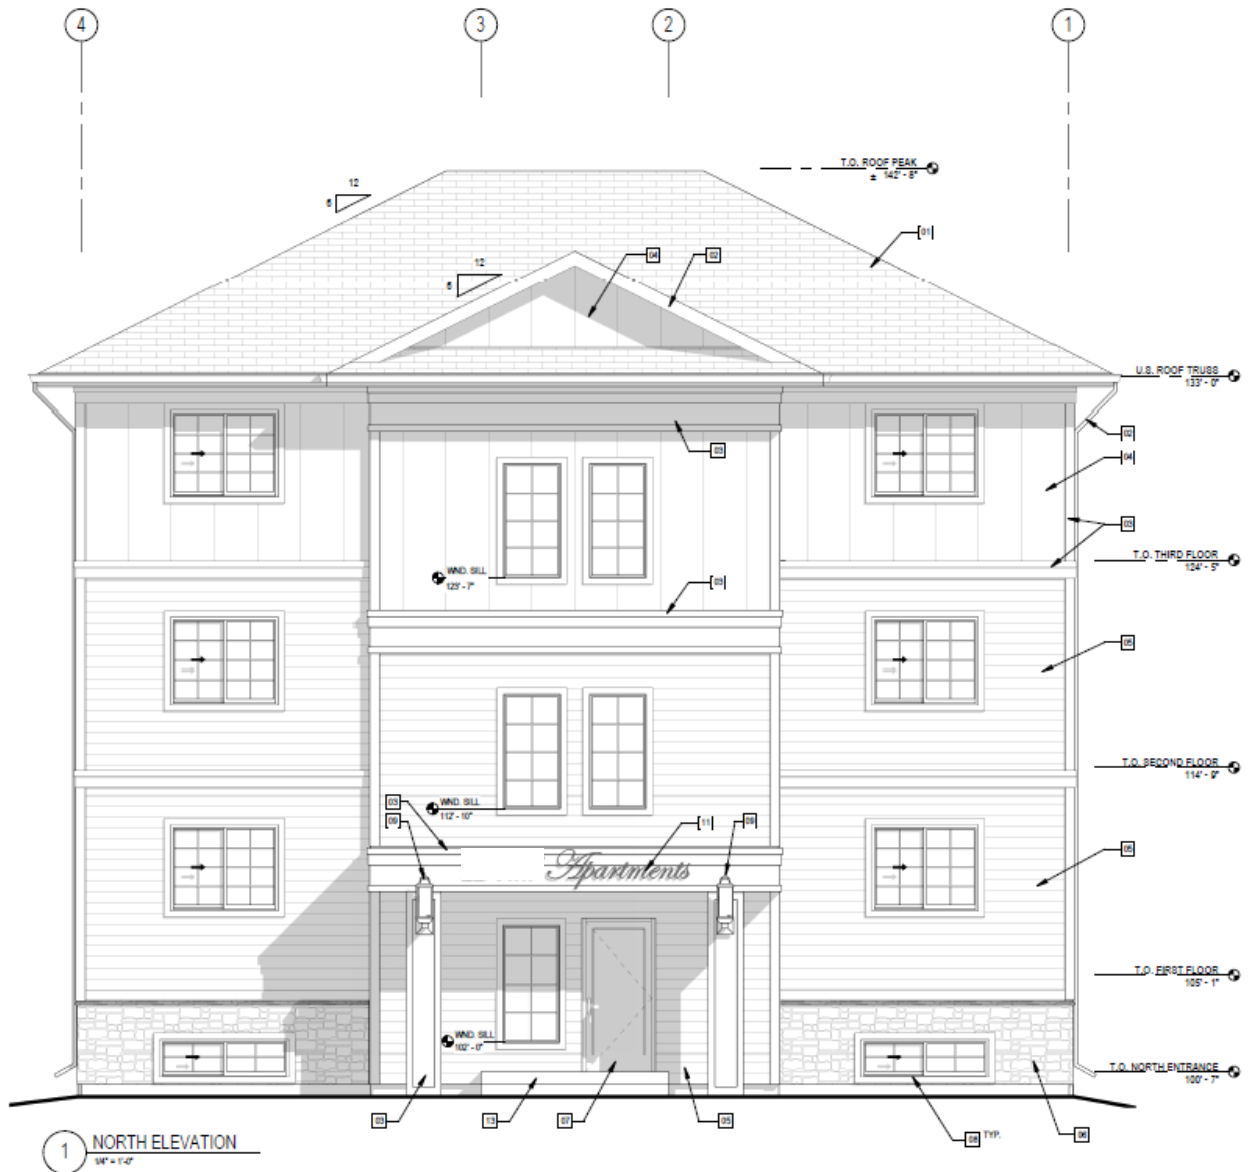 4
3
2
1
T.O. ROOF PEAK
± 142' - 8"
12
6
01
04
02
12
6
U.S. ROOF TRUSS
133' - 0"
02
03
04
03
T.O. THIRD FLOOR
124' - 5"
WND. SILL
123' - 7"
03
05
T.O. SECOND FLOOR
114' - 9"
03
WND. SILL
112' - 10"
09
11
09
05
Apartments
T.O. FIRST FLOOR
105' - 1"
WND. SILL
102' - 0"
T.O. NORTH ENTRANCE
100' - 7"
03
13
07
05
08 TYP.
06
1
NORTH ELEVATION
1/4" = 1'-0"